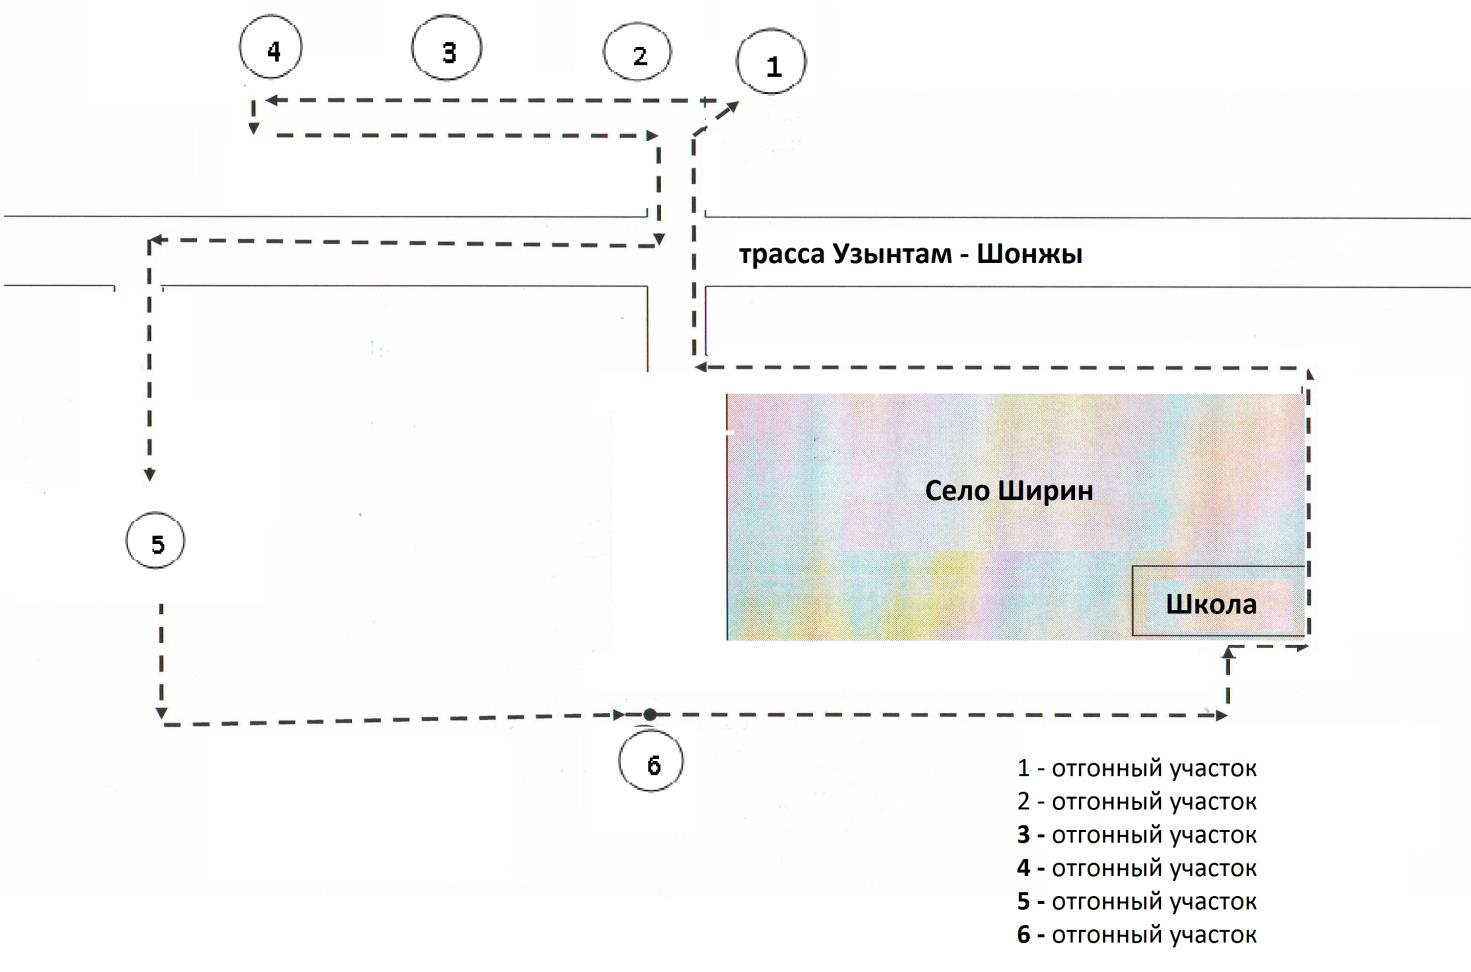 4
3
2
1
трасса Узынтам - Шонжы
Село Ширин
5
Школа
6
1 - отгонный участок
2 - отгонный участок
3 - отгонный участок
4 - отгонный участок
5 - отгонный участок
6 - отгонный участок